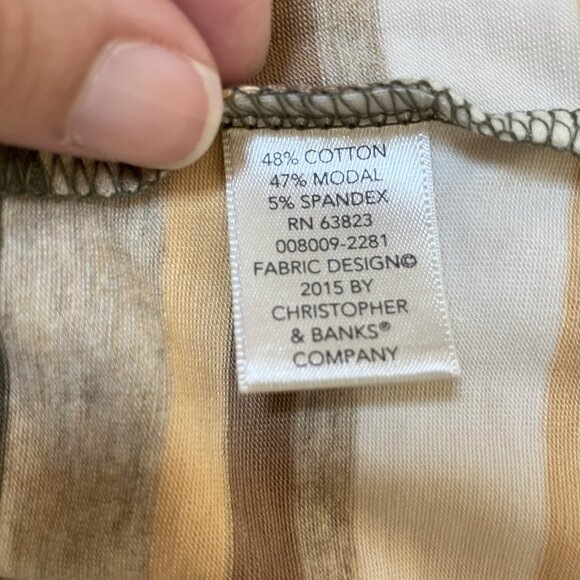 48% COTTON
47% MODAL
5% SPANDEX
RN 63823
008009-2281
FABRIC DESIGN©
2015 BY
CHRISTOPHER
& BANKS®
COMPANY